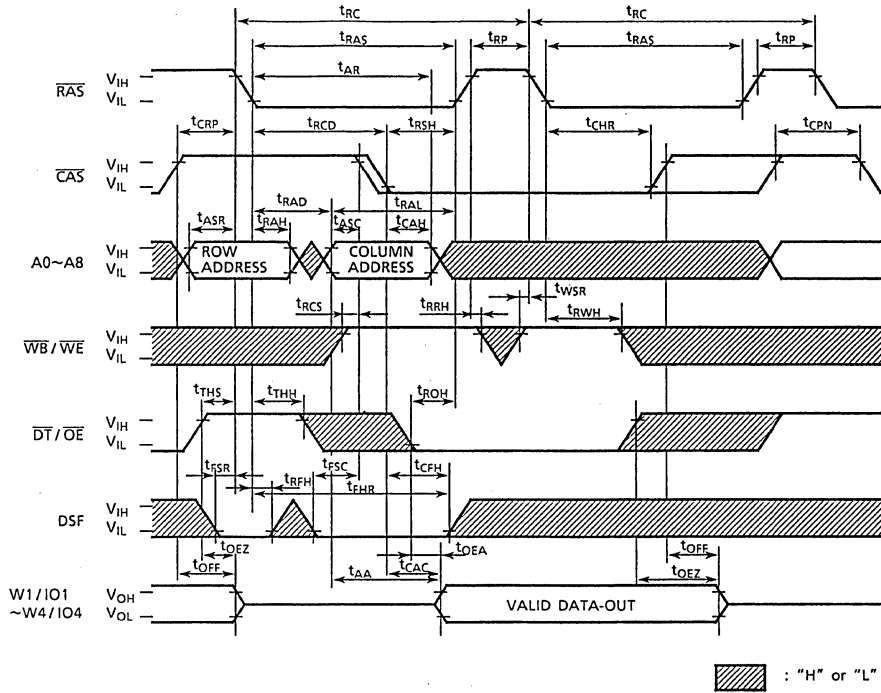 tRC tRC
tRAS tRP tRAS tRP
tAR
RAS VIH
VIL
tCRP tRCD tRSH tCHR tCPN
CAS VIH
VIL
tRAD tRAL
tASR tRAH tASC tCAH
A0~A8 VIH
VIL
ROW ADDRESS
COLUMN ADDRESS
tWSR
tRCS tRRH tRWH
WB/WE VIH
VIL
tTHS tTHH tROH
DT/OE VIH
VIL
tFSR tRFH tFSC tCFH
tFHR
DSF VIH
VIL
tOEZ tOEA tOFF
tOFF tAA tCAC tOEZ
W1/IO1 VOH
~W4/IO4 VOL
VALID DATA-OUT
: "H" or "L"